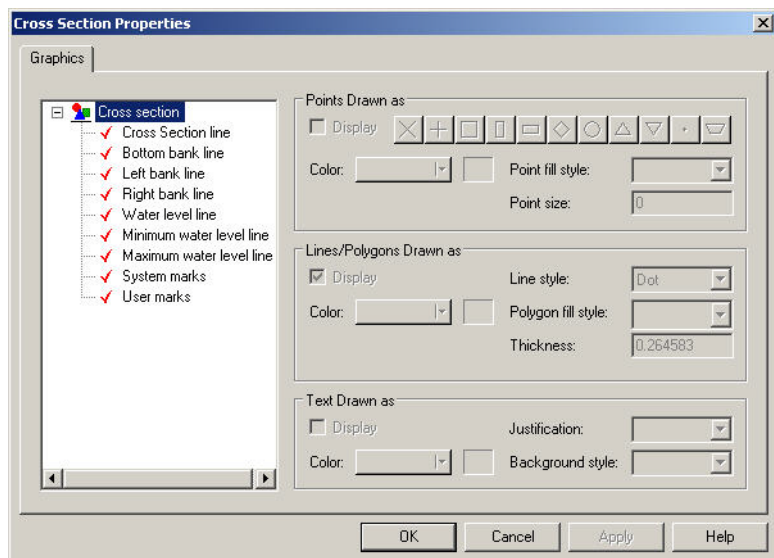 Cross Section Properties
Graphics
Cross section
Cross Section line
Bottom bank line
Left bank line
Right bank line
Water level line
Minimum water level line
Maximum water level line
System marks
User marks
Points Drawn as
Display
Color:
Point fill style:
Point size:
0
Lines/Polygons Drawn as
Display
Line style:
Dot
Color:
Polygon fill style:
Thickness:
0.264583
Text Drawn as
Display
Justification:
Color:
Background style:
OK
Cancel
Apply
Help